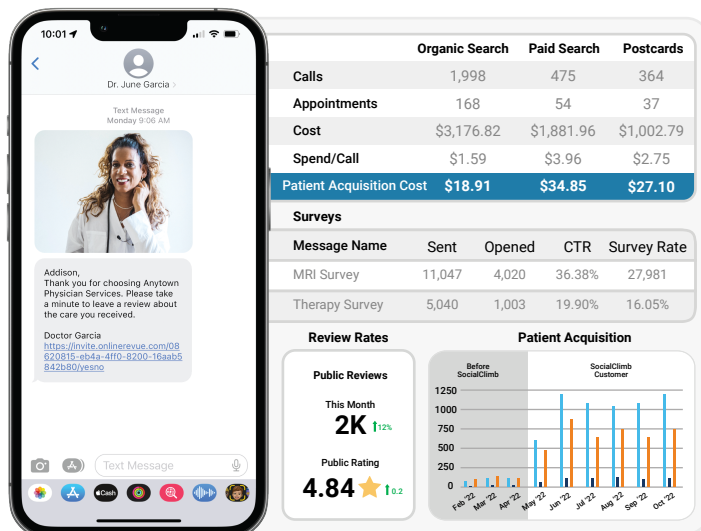 10:01
Dr. June Garcia >
Text Message
Monday 9:06 AM
Addison,
Thank you for choosing Anytown
Physician Services. Please take
a minute to leave a review about
the care you received.
Doctor Garcia
https://invite.onlinerevue.com/08
620815-eb4a-4ff0-8200-16aab5
842b80/yesno
Text Message
Cash
Organic Search Paid Search Postcards
Calls 1,998 475 364
Appointments 168 54 37
Cost $3,176.82 $1,881.96 $1,002.79
Spend/Call $1.59 $3.96 $2.75
Patient Acquisition Cost $18.91 $34.85 $27.10
Surveys
Message Name Sent Opened CTR Survey Rate
MRI Survey 11,047 4,020 36.38% 27,981
Therapy Survey 5,040 1,003 19.90% 16.05%
Review Rates
Public Reviews
This Month
2K 12%
Public Rating
4.84 0.2
Patient Acquisition
Before
SocialClimb
SocialClimb
Customer
1250
1000
750
500
250
0
Feb '22 Mar '22 Apr '22 May '22 Jun '22 Jul '22 Aug '22 Sep '22 Oct '22